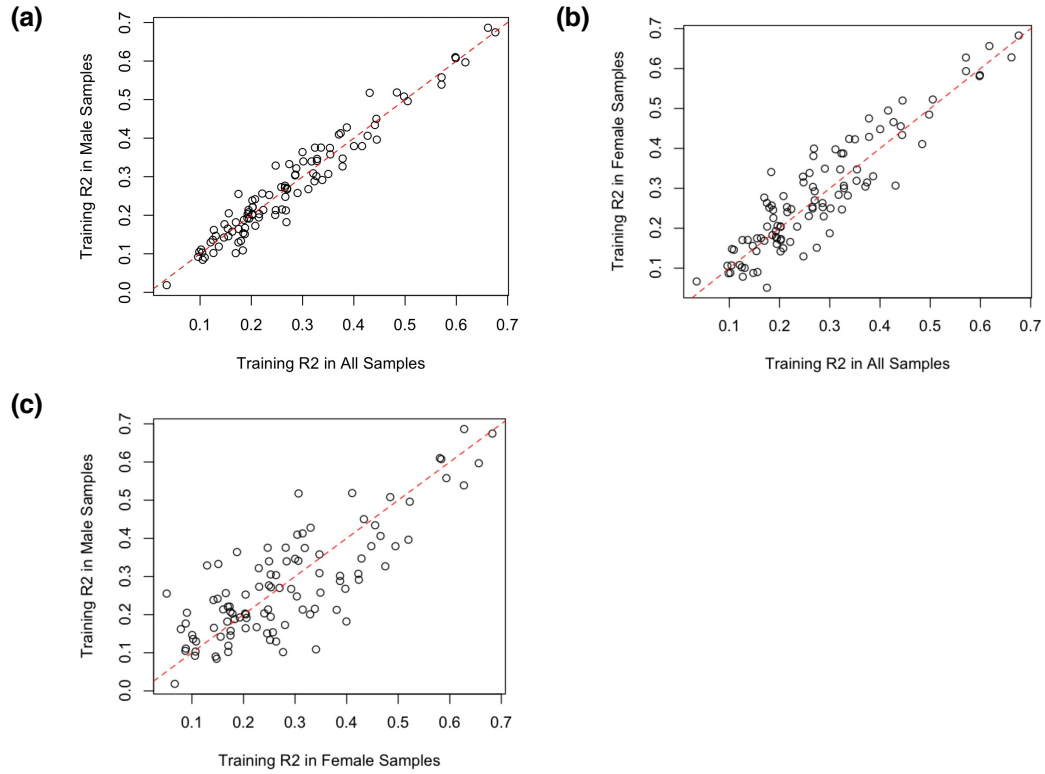 (a)
Training R2 in Male Samples
0.0 0.1 0.2 0.3 0.4 0.5 0.6 0.7
0.1 0.2 0.3 0.4 0.5 0.6 0.7
Training R2 in All Samples
(b)
Training R2 in Female Samples
0.1 0.2 0.3 0.4 0.5 0.6 0.7
0.1 0.2 0.3 0.4 0.5 0.6 0.7
Training R2 in All Samples
(c)
Training R2 in Male Samples
0.0 0.1 0.2 0.3 0.4 0.5 0.6 0.7
0.1 0.2 0.3 0.4 0.5 0.6 0.7
Training R2 in Female Samples